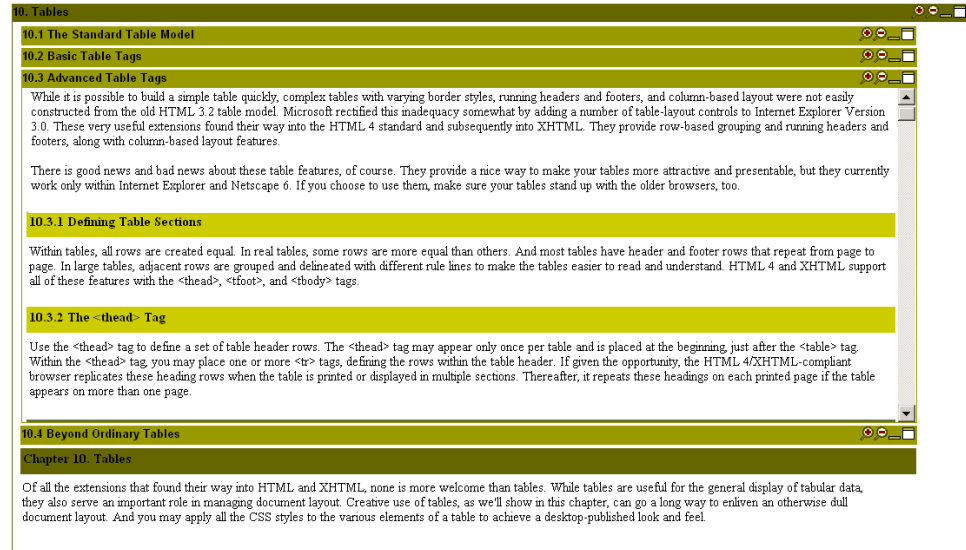 10. Tables
10.1 The Standard Table Model
10.2 Basic Table Tags
10.3 Advanced Table Tags
While it is possible to build a simple table quickly, complex tables with varying border styles, running headers and footers, and column-based layout were not easily
constructed from the old HTML 3.2 table model. Microsoft rectified this inadequacy somewhat by adding a number of table-layout controls to Internet Explorer Version
3.0. These very useful extensions found their way into the HTML 4 standard and subsequently into XHTML. They provide row-based grouping and running headers and
footers, along with column-based layout features.
There is good news and bad news about these table features, of course. They provide a nice way to make your tables more attractive and presentable, but they currently
work only within Internet Explorer and Netscape 6. If you choose to use them, make sure your tables stand up with the older browsers, too.
10.3.1 Defining Table Sections
Within tables, all rows are created equal. In real tables, some rows are more equal than others. And most tables have header and footer rows that repeat from page to
page. In large tables, adjacent rows are grouped and delineated with different rule lines to make the tables easier to read and understand. HTML 4 and XHTML support
all of these features with the <thead>, <tfoot>, and <tbody> tags.
10.3.2 The <thead> Tag
Use the <thead> tag to define a set of table header rows. The <thead> tag may appear only once per table and is placed at the beginning, just after the <table> tag.
Within the <thead> tag, you may place one or more <tr> tags, defining the rows within the table header. If given the opportunity, the HTML 4/XHTML-compliant
browser replicates these heading rows when the table is printed or displayed in multiple sections. Thereafter, it repeats these headings on each printed page if the table
appears on more than one page.
10.4 Beyond Ordinary Tables
Chapter 10. Tables
Of all the extensions that found their way into HTML and XHTML, none is more welcome than tables. While tables are useful for the general display of tabular data,
they also serve an important role in managing document layout. Creative use of tables, as we'll show in this chapter, can go a long way to enliven an otherwise dull
document layout. And you may apply all the CSS styles to the various elements of a table to achieve a desktop-published look and feel.